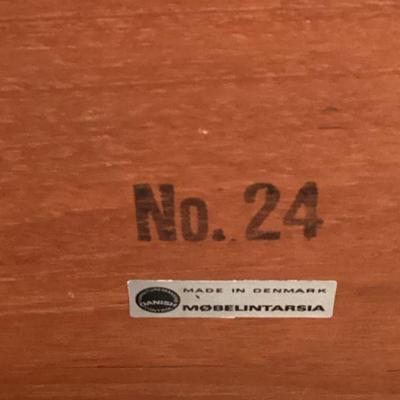 No. 24
MADE IN DENMARK
DANISH
MØBELINTARSIA